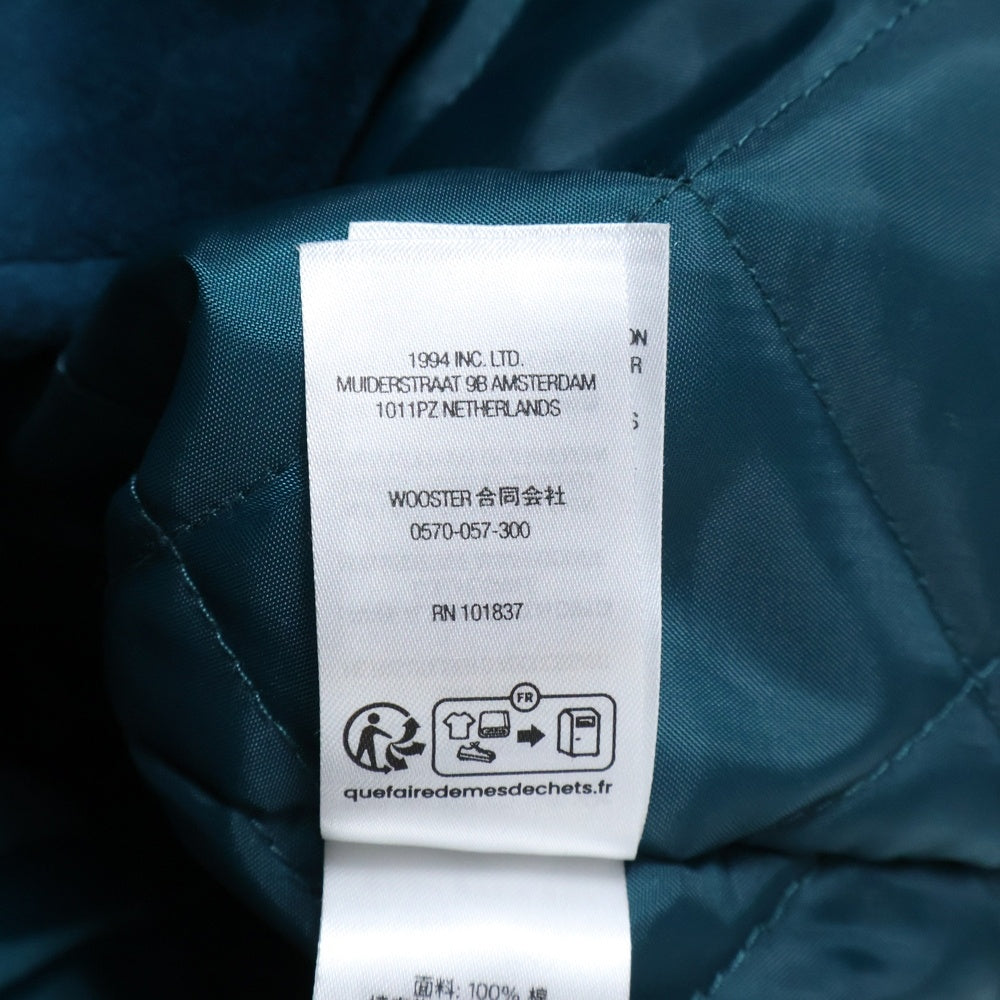 1994 INC. LTD.
MUIDERSTRAAT 9B AMSTERDAM
1011PZ NETHERLANDS
WOOSTER 合同会社
0570-057-300
RN 101837
FR
quefairedemesdechets.fr
面料: 100% 棉